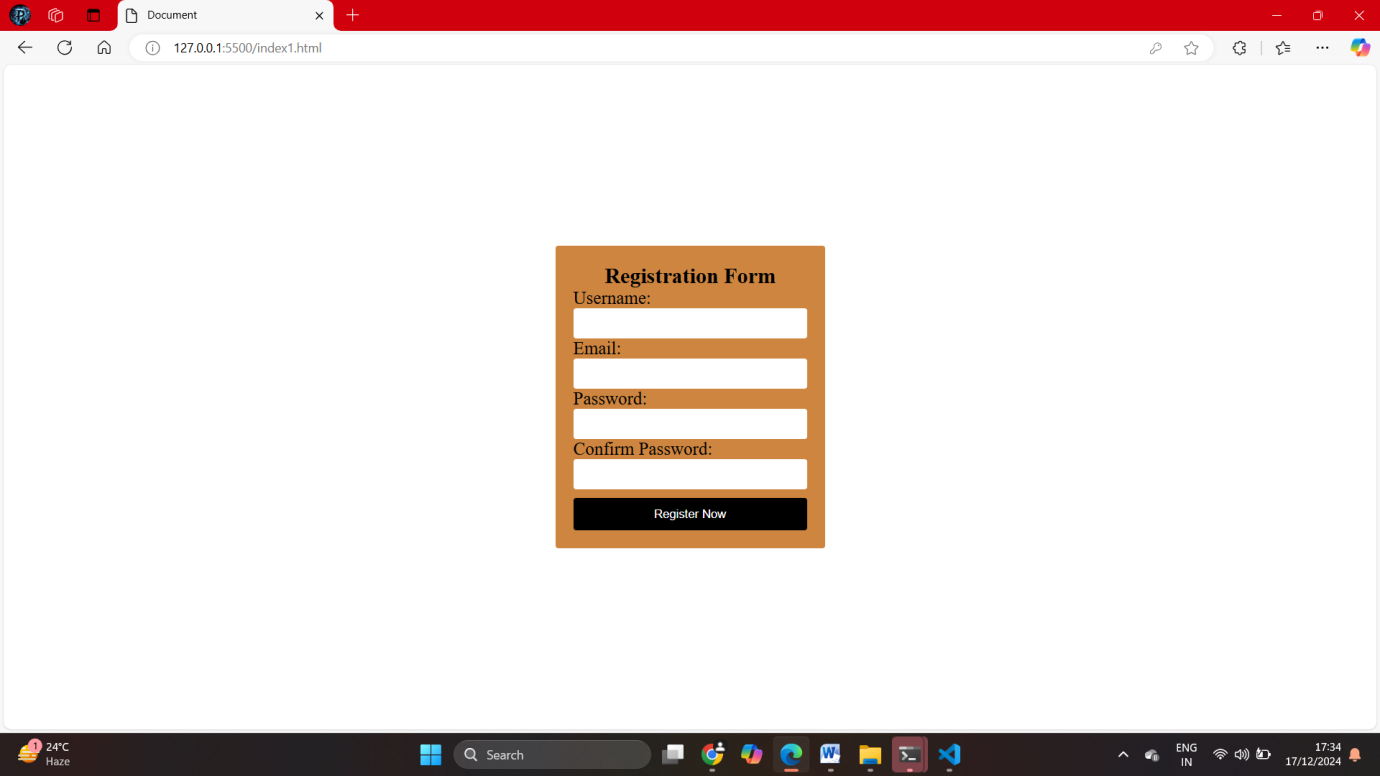 Document
127.0.0.1:5500/index1.html
Registration Form
Username:
Email:
Password:
Confirm Password:
Register Now
1
24°C
Haze
Search
ENG
IN
17:34
17/12/2024